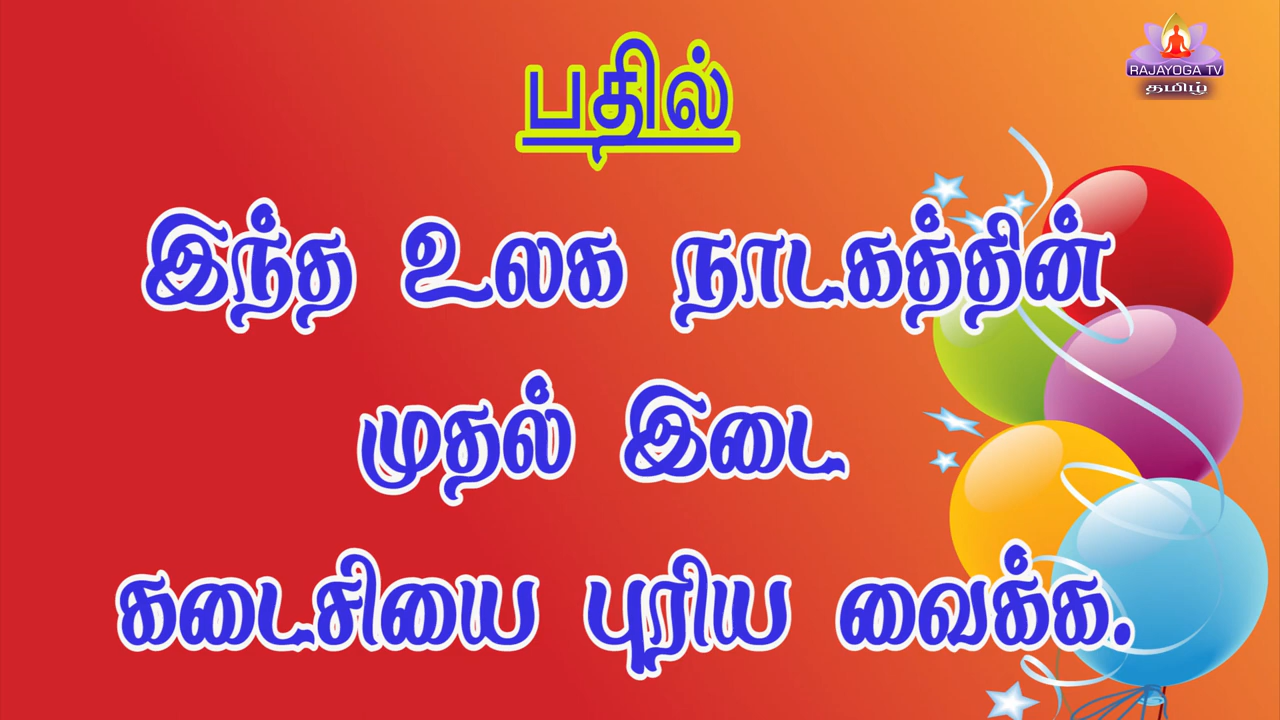 பதில்
RAJAYOGA TV
தமிழ்
இந்த உலக நாடகத்தின்
முதல் இடை
கடைசியை புரிய வைக்க.